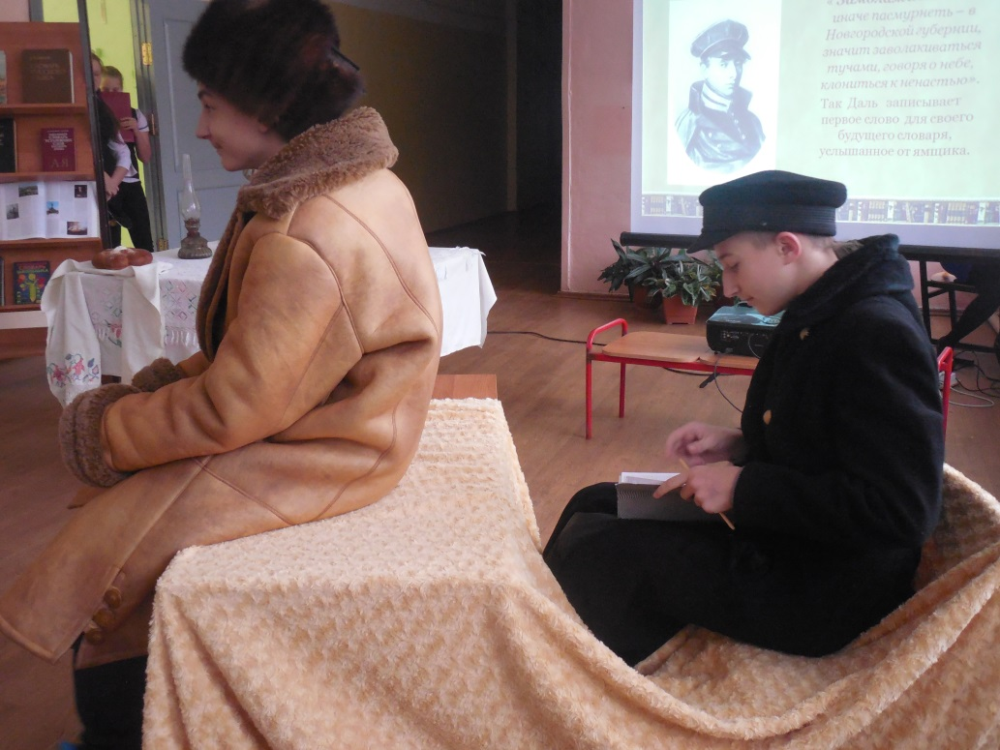 иначе пасмурнеть – в
Новгородской губернии,
значит заволакиваться
тучами, говоря о небе,
клониться к ненастью».
Так Даль записывает
первое слово для своего
будущего словаря,
услышанное от ямщика.